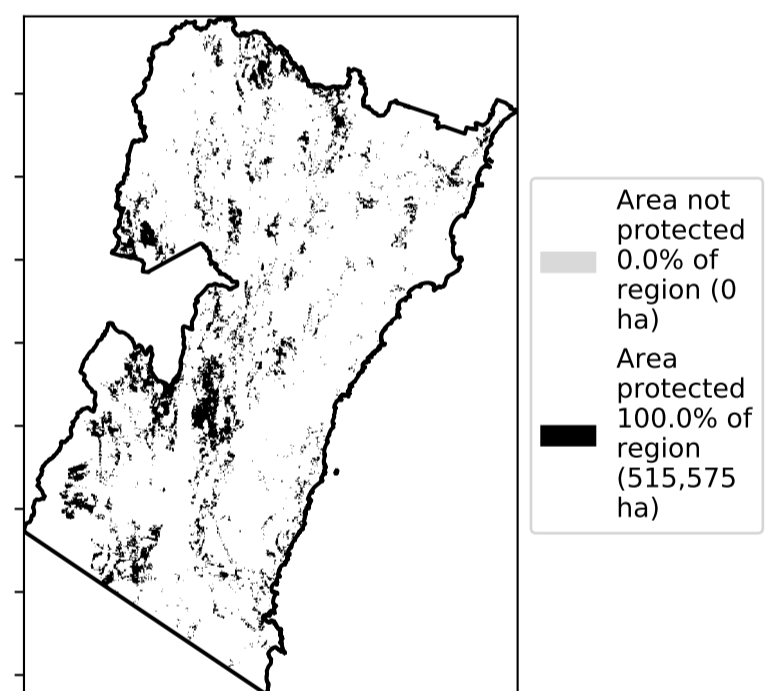 Area not
protected
0.0% of
region (0
ha)
Area
protected
100.0% of
region
(515,575
ha)